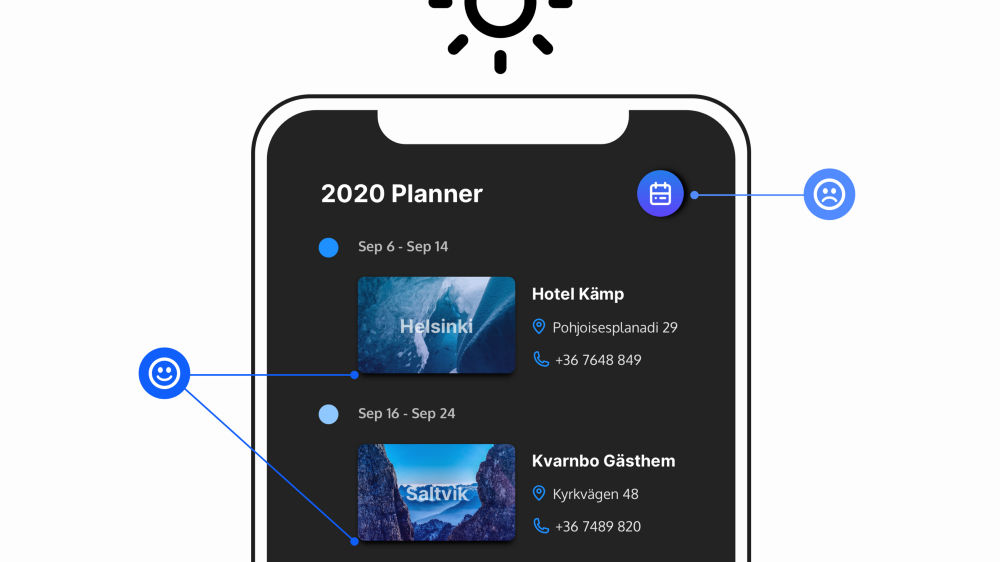 2020 Planner
Sep 6 - Sep 14
Helsinki
Hotel Kämp
Pohjoisesplanadi 29
+36 7648 849
Sep 16 - Sep 24
Saltvik
Kvarnbo Gästhem
Kyrkvägen 48
+36 7489 820